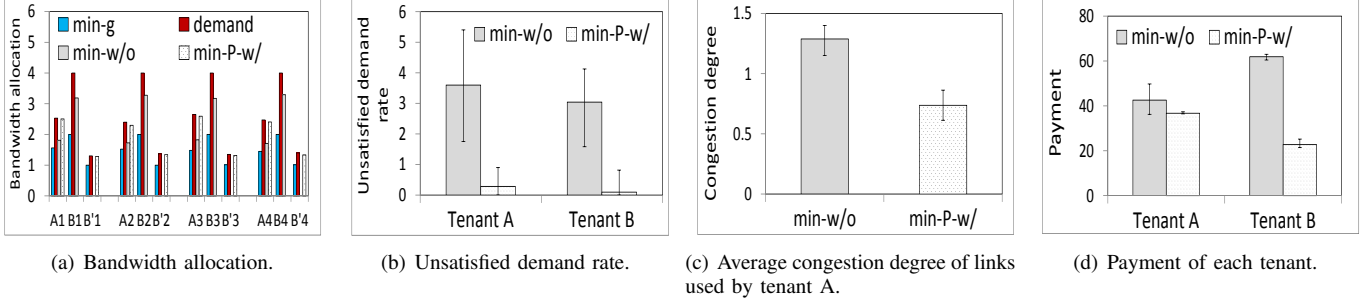 min-g
demand
min-w/o
min-P-w/
Bandwidth allocation
6
5
4
3
2
1
0
A1 B1 B'1
A2 B2 B'2
A3 B3 B'3
A4 B4 B'4
(a) Bandwidth allocation.
min-w/o
min-P-w/
Unsatisfied demand
rate
6
5
4
3
2
1
0
Tenant A
Tenant B
(b) Unsatisfied demand rate.
Congestion degree
1.5
1
0.5
0
min-w/o
min-P-w/
(c) Average congestion degree of links
used by tenant A.
min-w/o
min-P-w/
Payment
80
60
40
20
0
Tenant A
Tenant B
(d) Payment of each tenant.